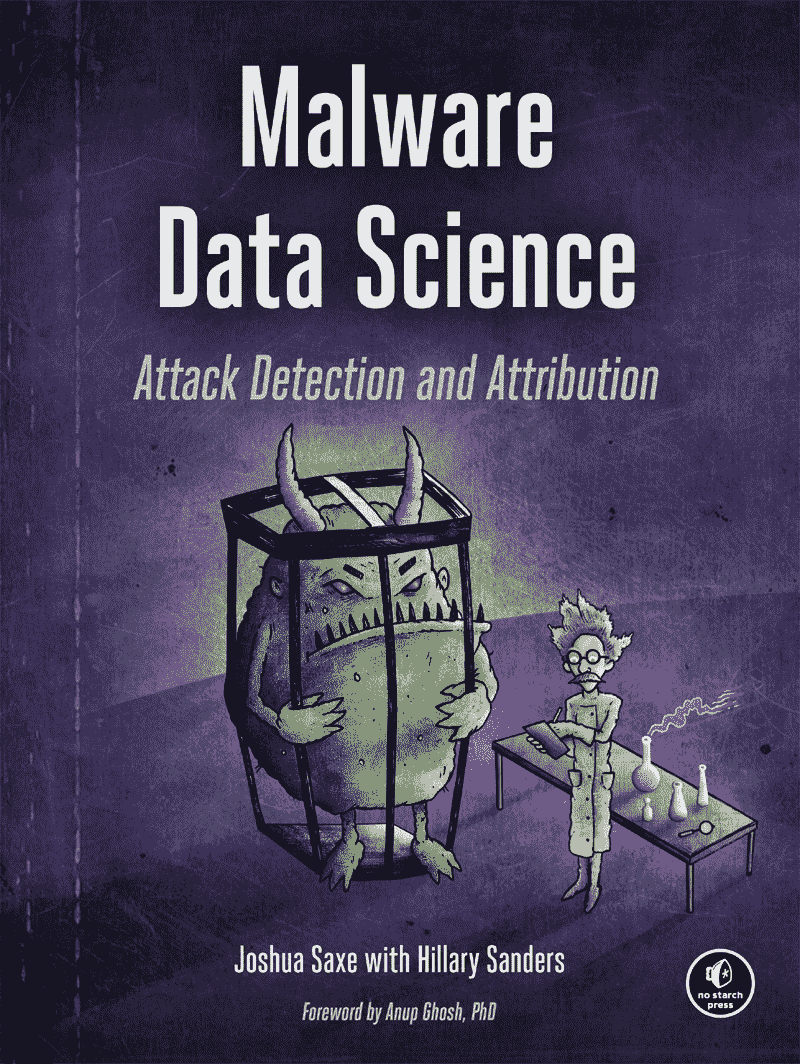 Malware
Data Science
Attack Detection and Attribution
Joshua Saxe with Hillary Sanders
Foreword by Anup Ghosh, PhD
no starch
press